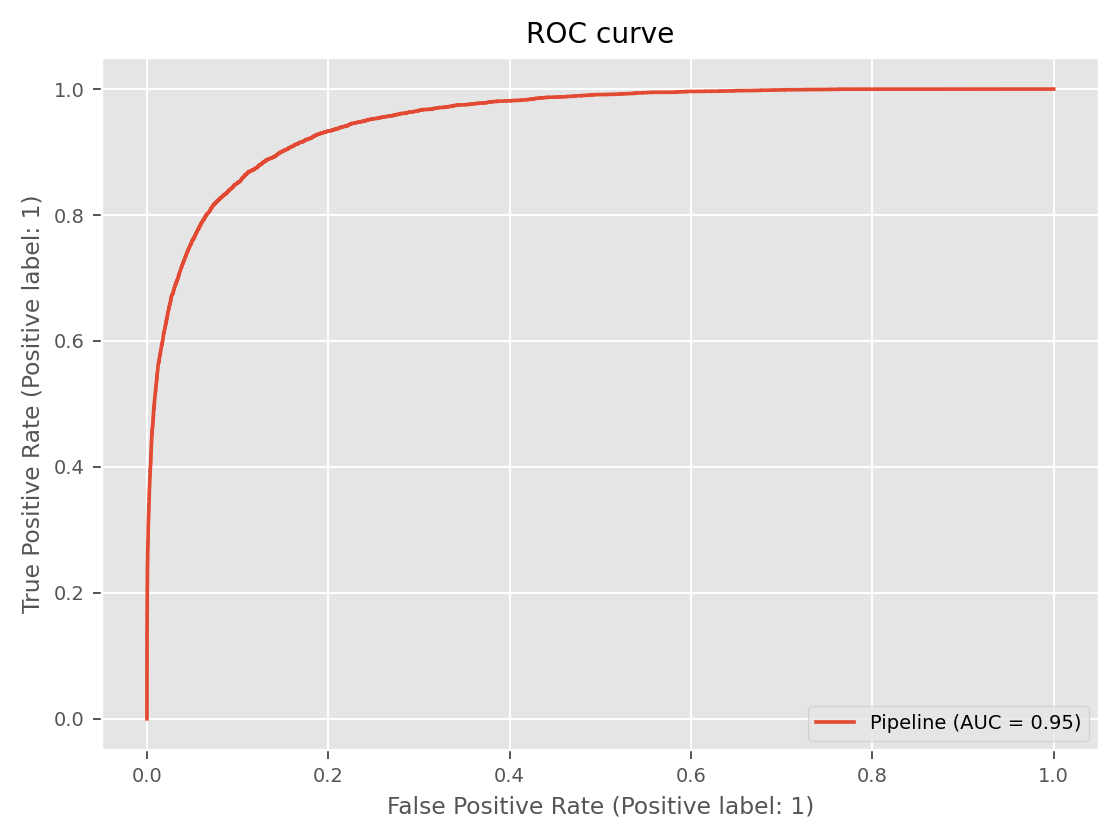 ROC curve
True Positive Rate (Positive label: 1)
1.0
0.8
0.6
0.4
0.2
0.0
Pipeline (AUC = 0.95)
0.0 0.2 0.4 0.6 0.8 1.0
False Positive Rate (Positive label: 1)